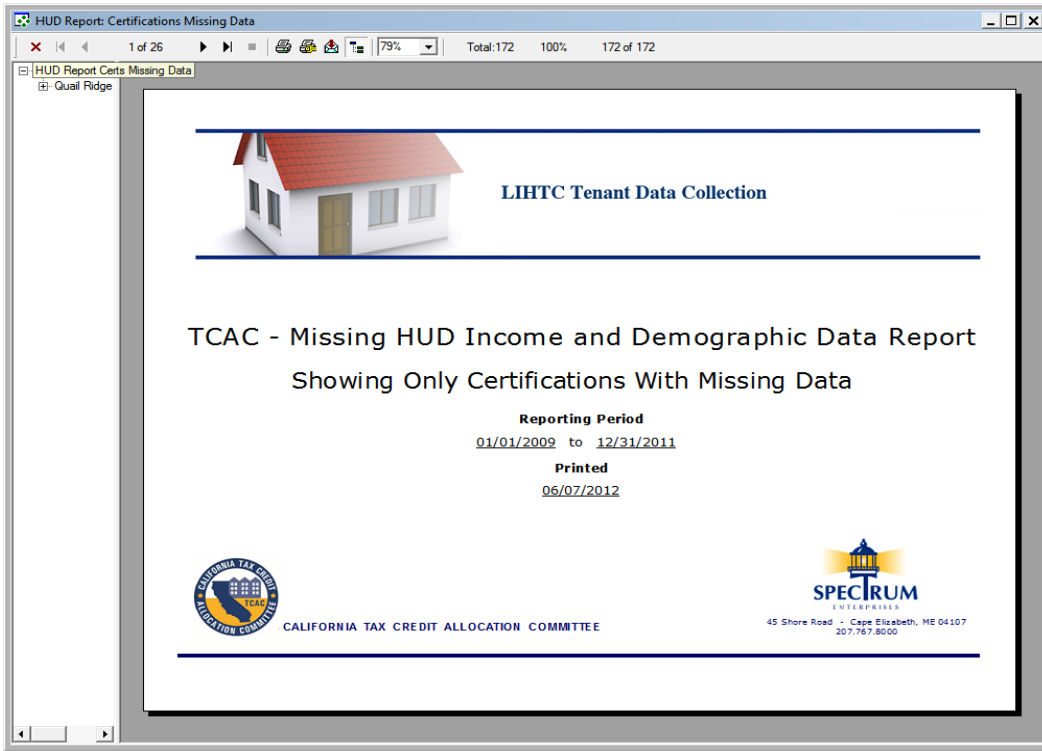 HUD Report: Certifications Missing Data
1 of 26
79%
Total:172 100% 172 of 172
HUD Report Certs Missing Data
Quail Ridge
LIHTC Tenant Data Collection
TCAC - Missing HUD Income and Demographic Data Report
Showing Only Certifications With Missing Data
Reporting Period
01/01/2009 to 12/31/2011
Printed
06/07/2012
CALIFORNIA TAX CREDIT
ALLOCATION COMMITTEE
TCAC
CALIFORNIA TAX CREDIT ALLOCATION COMMITTEE
SPECTRUM
ENTERPRISES
45 Shore Road - Cape Elizabeth, ME 04107
207.767.8000